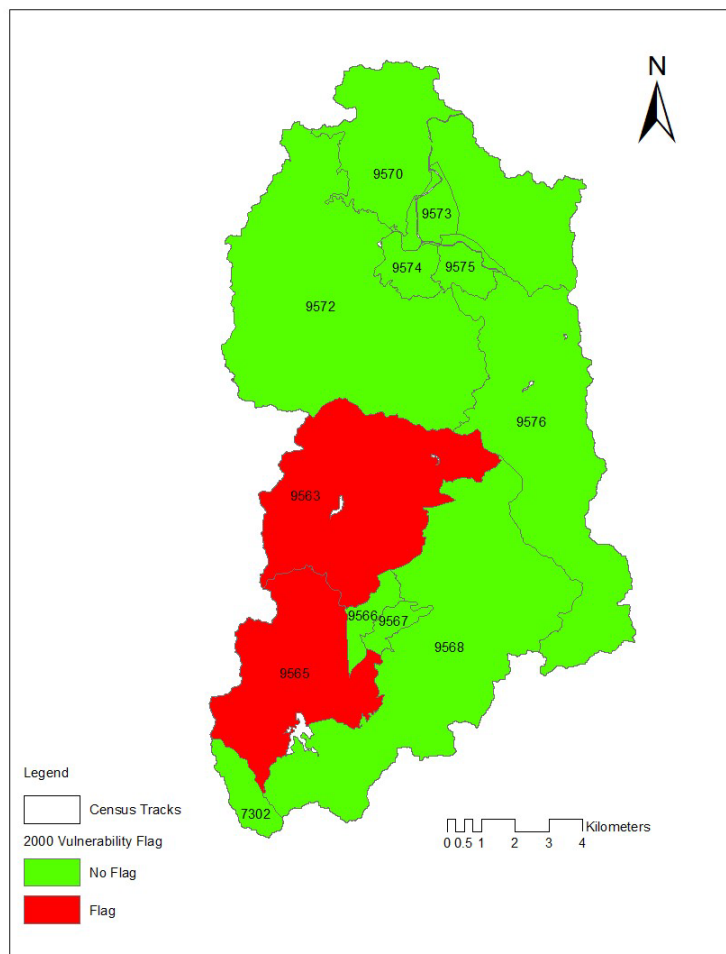 N
9570
9573
9574
9575
9572
9576
9563
9566
9567
9568
9565
7302
Legend
Census Tracks
2000 Vulnerability Flag
No Flag
Flag
Kilometers
0 0.5 1 2 3 4